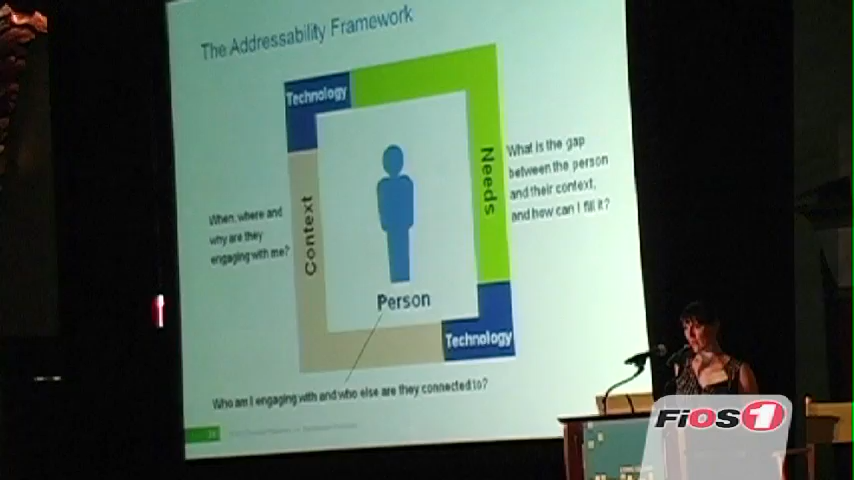 The Addressability Framework
Technology
Needs
What is the gap
between the person
and their context,
and how can I fill it?
When, where and
why are they
engaging with me?
Context
Person
Technology
Who am I engaging with and who else are they connected to?
FiOS1